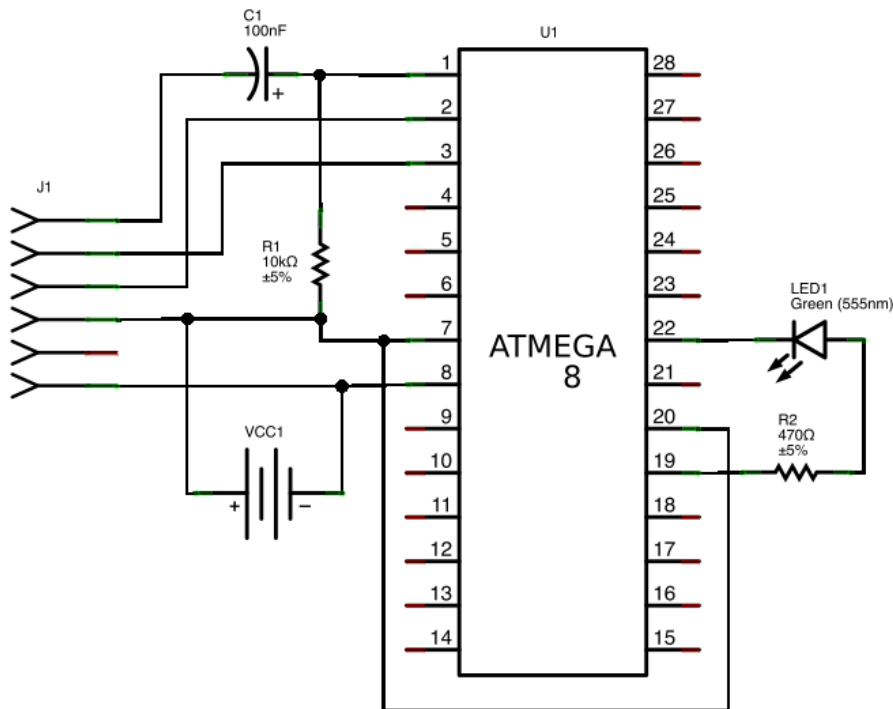 C1
100nF
+
U1
J1
R1
10kΩ
±5%
1
2
3
4
5
6
7
8
9
10
11
12
13
14
ATMEGA
8
28
27
26
25
24
23
22
21
20
19
18
17
16
15
LED1
Green (555nm)
R2
470Ω
±5%
VCC1
+ −